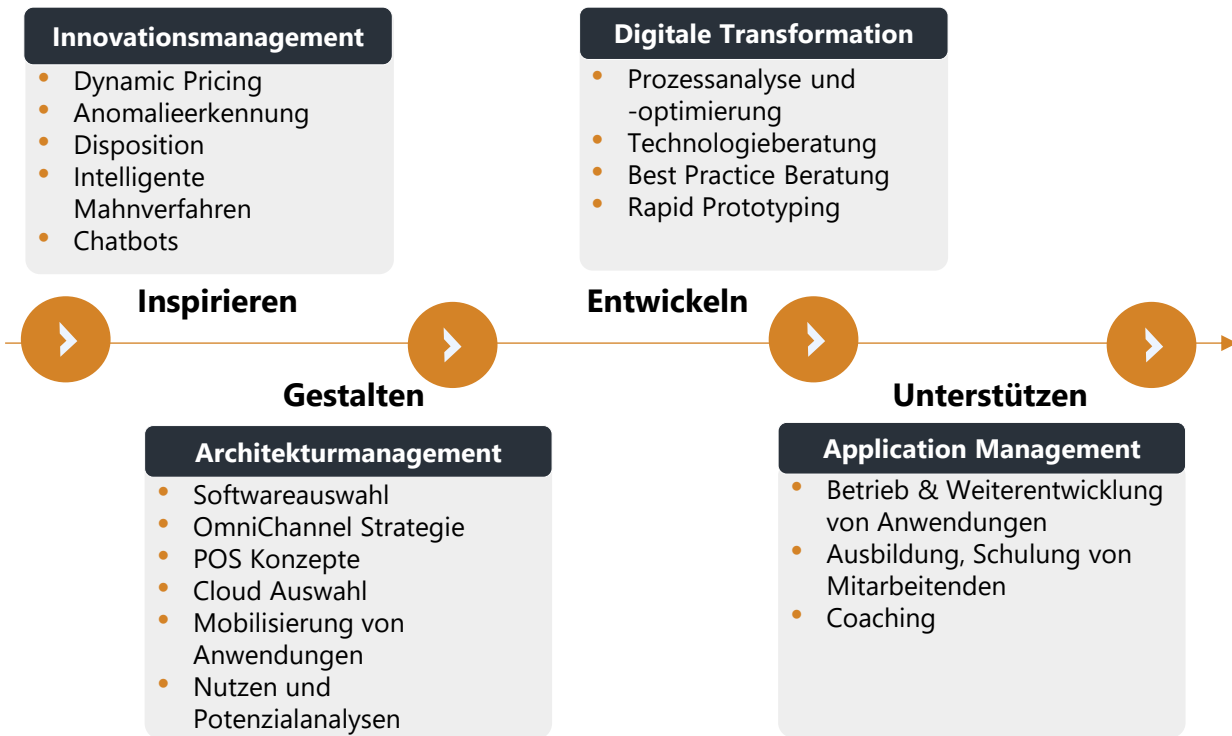 Innovationsmanagement
Dynamic Pricing
Anomalieerkennung
Disposition
Intelligente
Mahnverfahren
Chatbots
Digitale Transformation
Prozessanalyse und
-optimierung
Technologieberatung
Best Practice Beratung
Rapid Prototyping
Inspirieren
Entwickeln
Gestalten
Unterstützen
Architekturmanagement
Softwareauswahl
OmniChannel Strategie
POS Konzepte
Cloud Auswahl
Mobilisierung von
Anwendungen
Nutzen und
Potenzialanalysen
Application Management
Betrieb & Weiterentwicklung
von Anwendungen
Ausbildung, Schulung von
Mitarbeitenden
Coaching